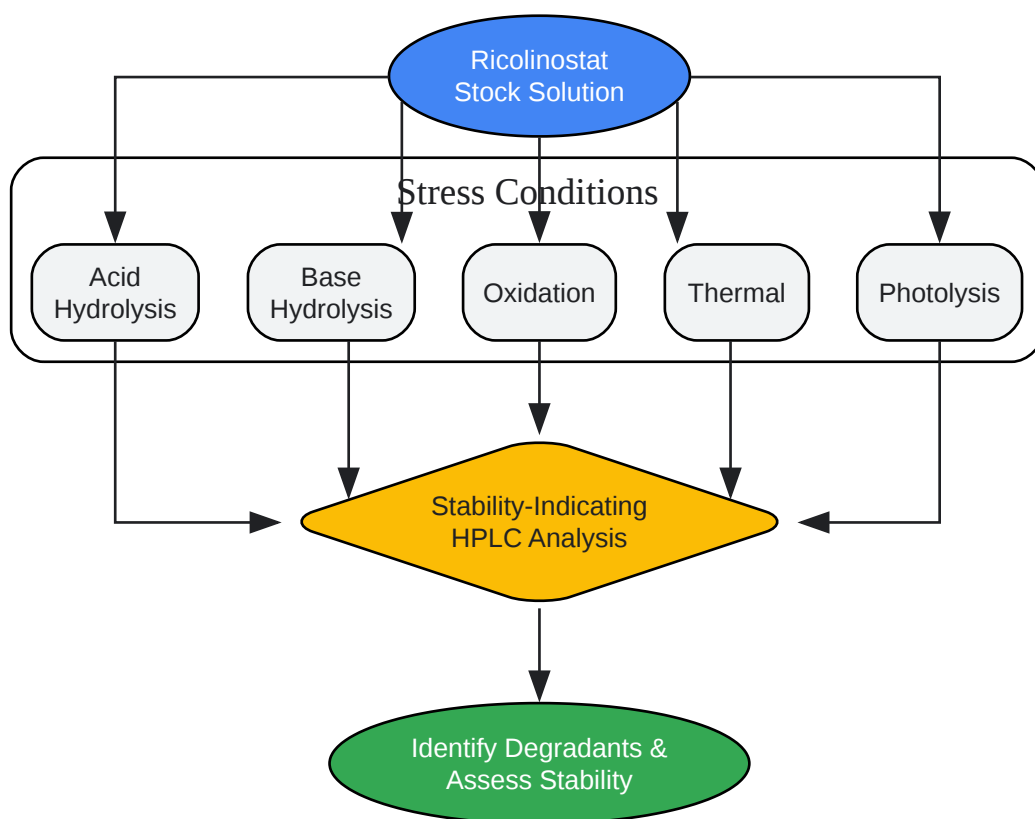 Ricolinostat
Stock Solution
Stress Conditions
Acid
Hydrolysis
Base
Hydrolysis
Oxidation
Thermal
Photolysis
Stability-Indicating
HPLC Analysis
Identify Degradants &
Assess Stability